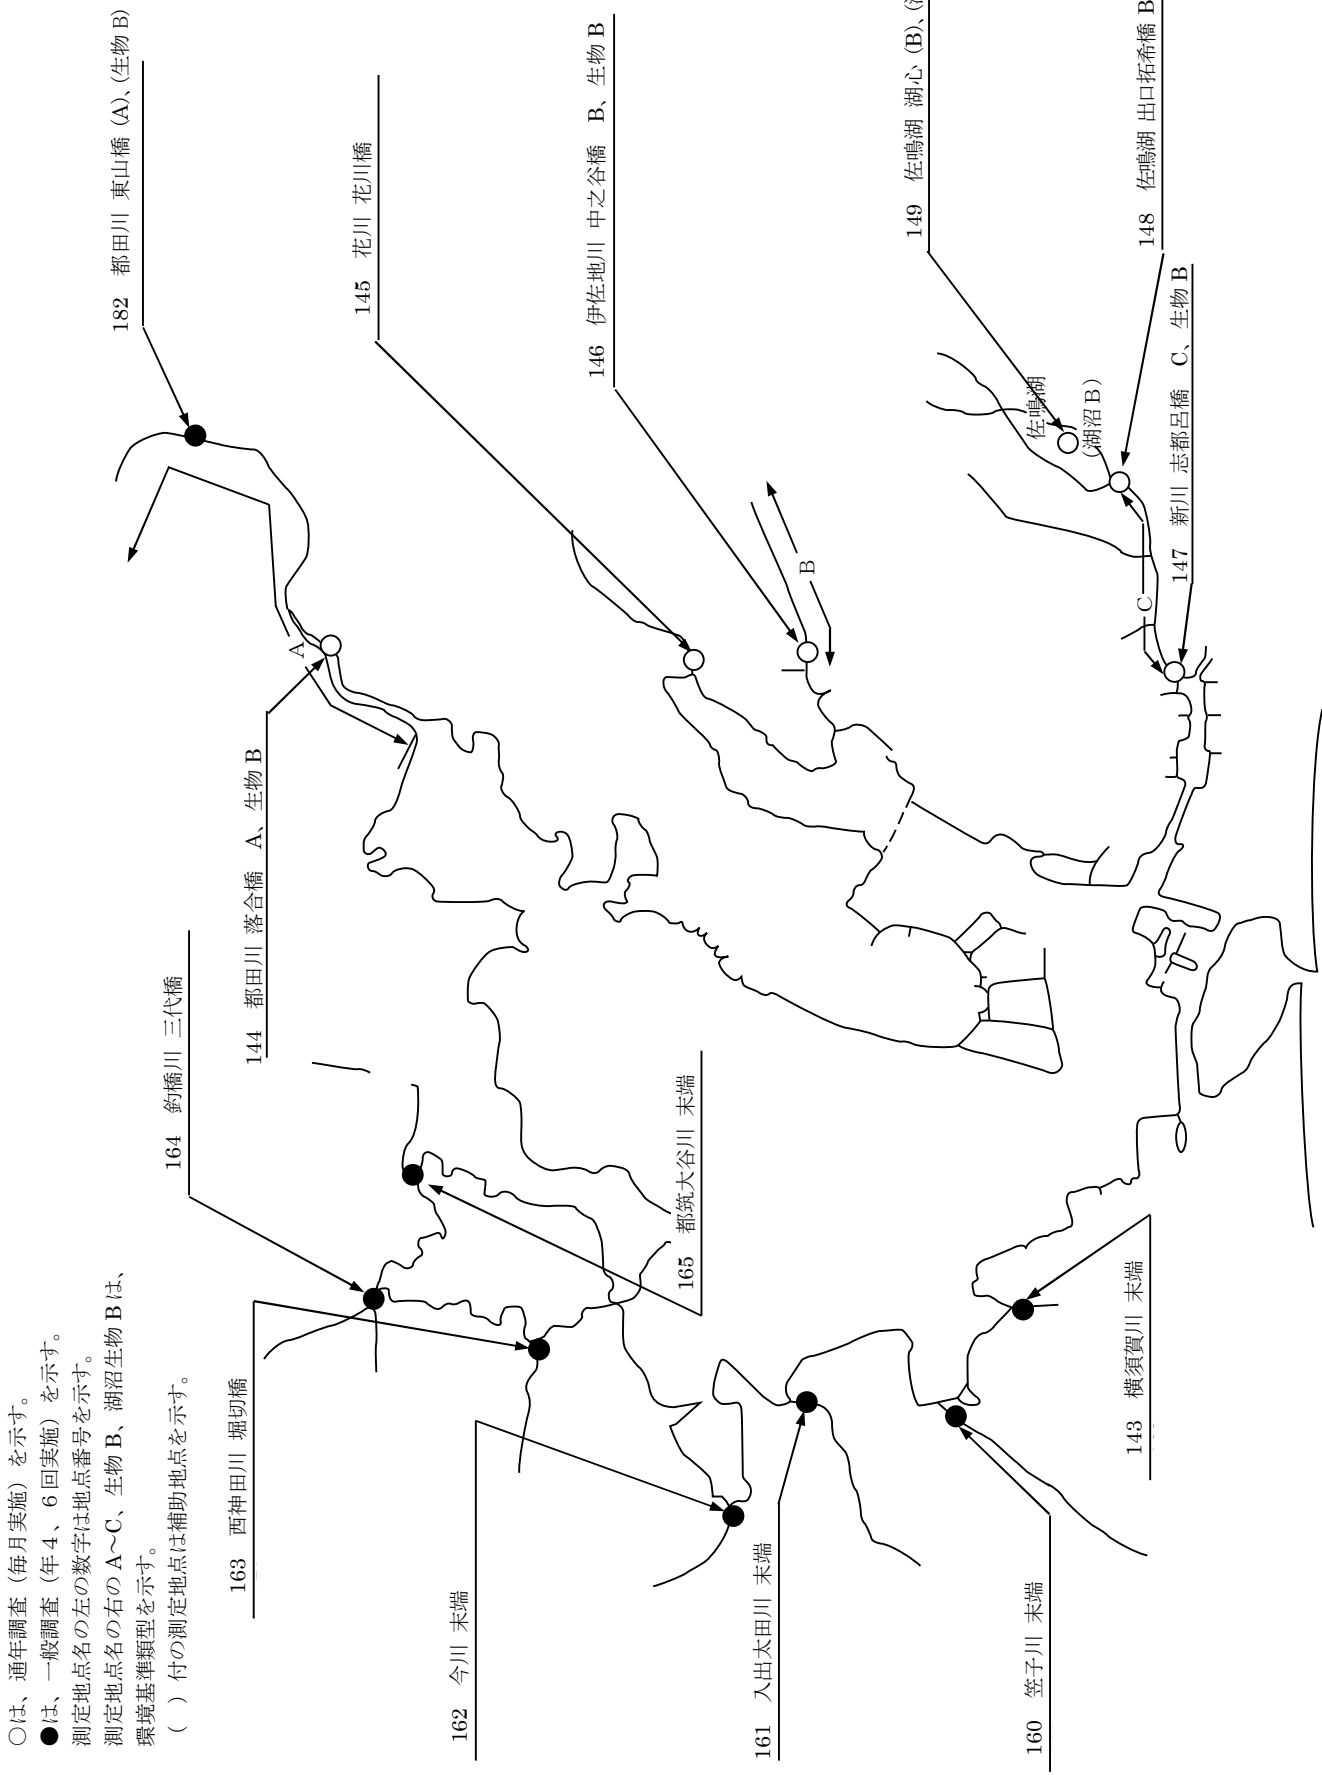 ○は、通年調査（毎月実施）を示す。
●は、一般調査（年４、６回実施）を示す。
測定地点名の左の数字は地点番号を示す。
測定地点名の右の A～C、生物 B、湖沼生物 B は、
環境基準類型を示す。
（　）付の測定地点は補助地点を示す。
182　都田川 東山橋 (A)、(生物 B)
145　花川 花川橋
146　伊佐地川 中之谷橋　B、生物 B
149　佐鳴湖 湖心 (B)、
148　佐鳴湖 出口拓希橋 B
147　新川 志都呂橋　C、生物 B
佐鳴湖
（湖沼 B）
A
B
C
144　都田川 落合橋　A、生物 B
164　釣橋川 三代橋
165　都筑大谷川 末端
163　西神田川 堀切橋
162　今川 末端
161　入出太田川 末端
160　笠子川 末端
143　横須賀川 末端